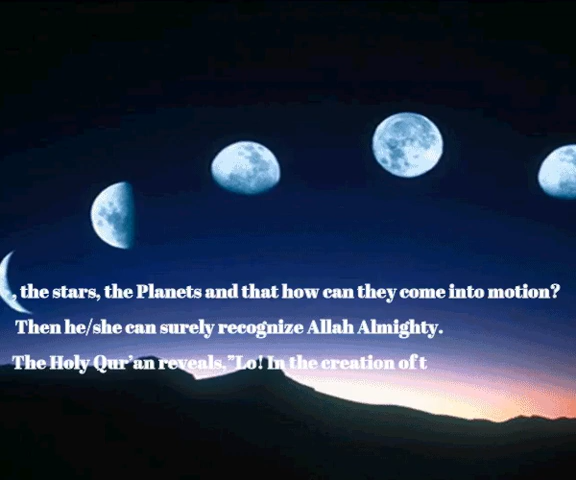 , the stars, the Planets and that how can they come into motion?
Then he/she can surely recognize Allah Almighty.
The Holy Qur'an reveals,"Lo! In the creation of t